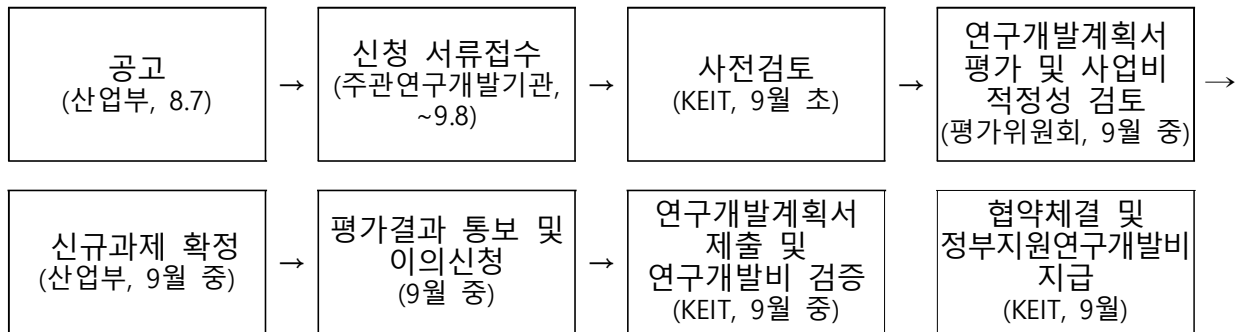 공고
(산업부, 8.7)
→
신청 서류접수
(주관연구개발기관,
~9.8)
→
사전검토
(KEIT, 9월 초)
→
연구개발계획서
평가 및 사업비
적정성 검토
(평가위원회, 9월 중)
→
신규과제 확정
(산업부, 9월 중)
→
평가결과 통보 및
이의신청
(9월 중)
→
연구개발계획서
제출 및
연구개발비 검증
(KEIT, 9월 중)
협약체결 및
정부지원연구개발비
지급
(KEIT, 9월)